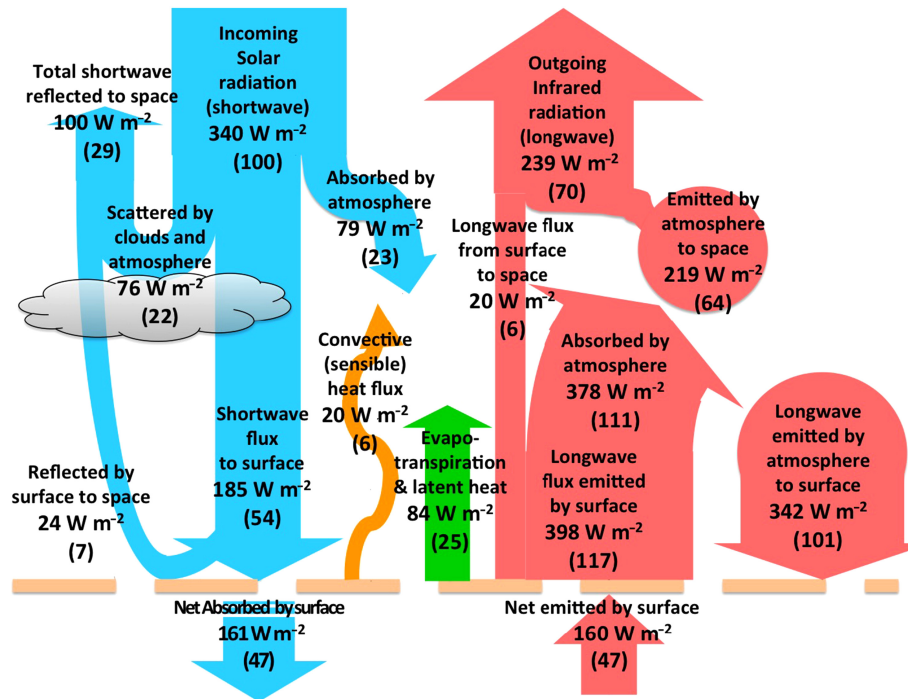 Incoming
Solar
radiation
(shortwave)
340 W m⁻²
(100)
Total shortwave
reflected to space
100 W m⁻²
(29)
Outgoing
Infrared
radiation
(longwave)
239 W m⁻²
(70)
Absorbed by
atmosphere
79 W m⁻²
(23)
Scattered by
clouds and
atmosphere
76 W m⁻²
(22)
Longwave flux
from surface
to space
20 W m⁻²
(6)
Emitted by
atmosphere
to space
219 W m⁻²
(64)
Convective
(sensible)
heat flux
20 W m⁻²
(6)
Absorbed by
atmosphere
378 W m⁻²
(111)
Shortwave
flux
to surface
185 W m⁻²
(54)
Evapo-
transpiration
& latent heat
84 W m⁻²
(25)
Longwave
flux emitted
by surface
398 W m⁻²
(117)
Longwave
emitted by
atmosphere
to surface
342 W m⁻²
(101)
Reflected by
surface to space
24 W m⁻²
(7)
Net Absorbed by surface
161 W m⁻²
(47)
Net emitted by surface
160 W m⁻²
(47)